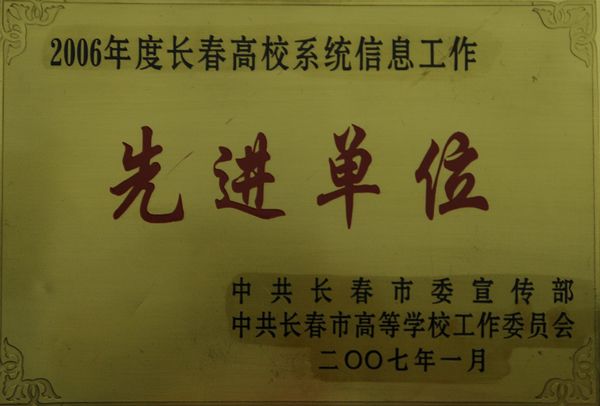 2006年度长春高校系统信息工作
先进单位
中共长春市委宣传部
中共长春市高等学校工作委员会
二〇〇七年一月